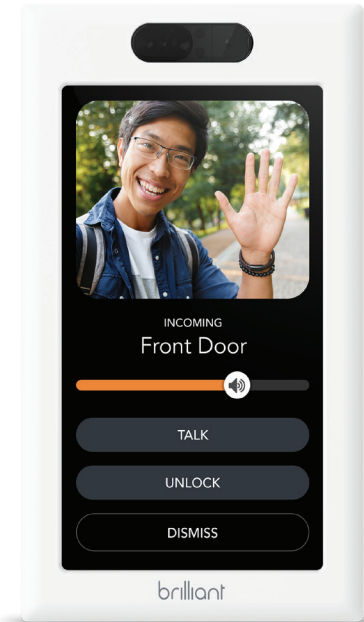 INCOMING
Front Door
TALK
UNLOCK
DISMISS
brilliant